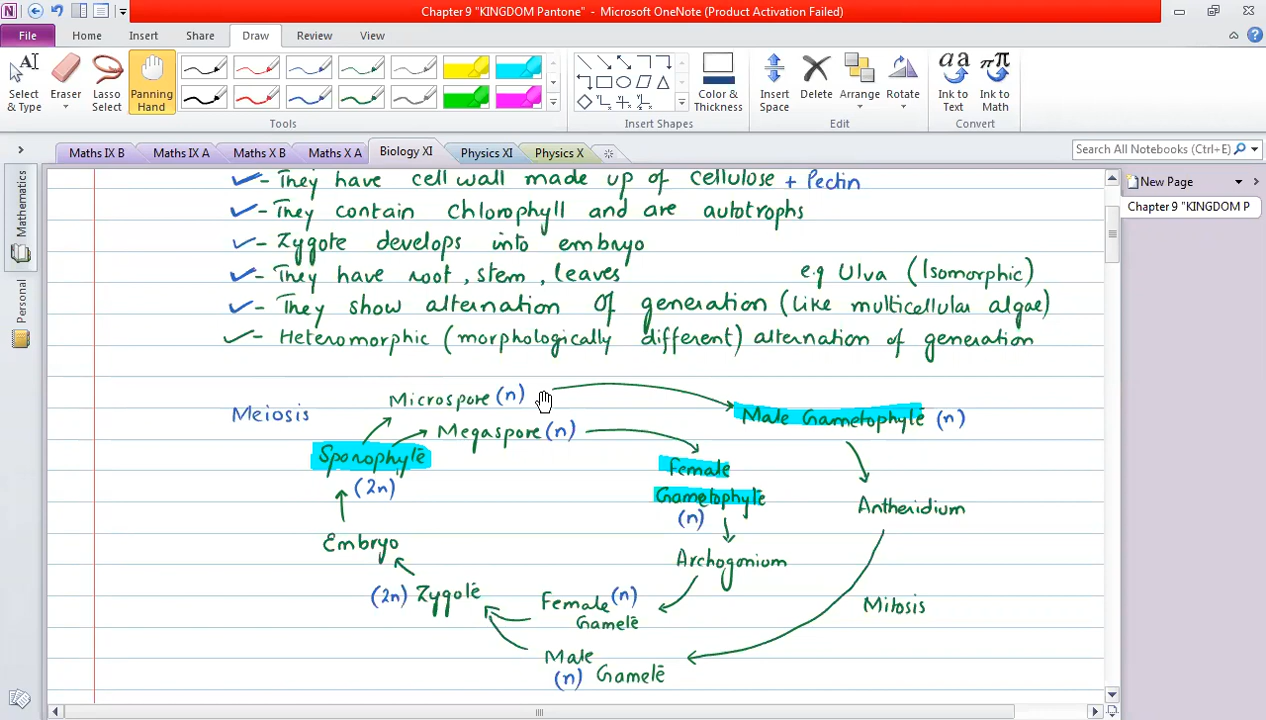 Chapter 9 "KINGDOM Pantone" - Microsoft OneNote (Product Activation Failed)
File Home Insert Share Draw Review View
Select & Type
Eraser
Lasso Select
Panning Hand
Color & Thickness
Insert Space
Delete
Arrange
Rotate
Ink to Text
Ink to Math
Tools
Insert Shapes
Edit
Convert
Maths IX B
Maths IX A
Maths X B
Maths X A
Biology XI
Physics XI
Physics X
Search All Notebooks (Ctrl+E)
Mathematics
Personal
New Page
Chapter 9 "KINGDOM P
- They have cell wall made up of cellulose + Pectin
- They contain chlorophyll and are autotrophs
- Zygote develops into embryo
- They have root, stem, leaves
e.g Ulva (Isomorphic)
- They show alternation of generation (like multicellular algae)
- Heteromorphic (morphologically different) alternation of generation
Meiosis
Microspore (n)
Male Gametophyte (n)
Megaspore (n)
Sporophyte
(2n)
Female
Gametophyte
(n)
Antheridium
Embryo
Archogonium
(2n) Zygote
Female (n)
Gamete
Mitosis
Male
(n) Gamete